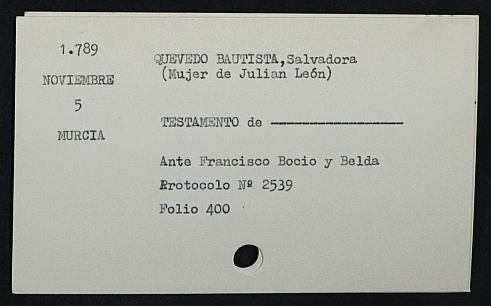 1.789
NOVIEMBRE
5
MURCIA
QUEVEDO BAUTISTA,Salvadora
(Mujer de Julian León)
TESTAMENTO de -----------------
Ante Francisco Bocio y Belda
Protocolo Nº 2539
Folio 400